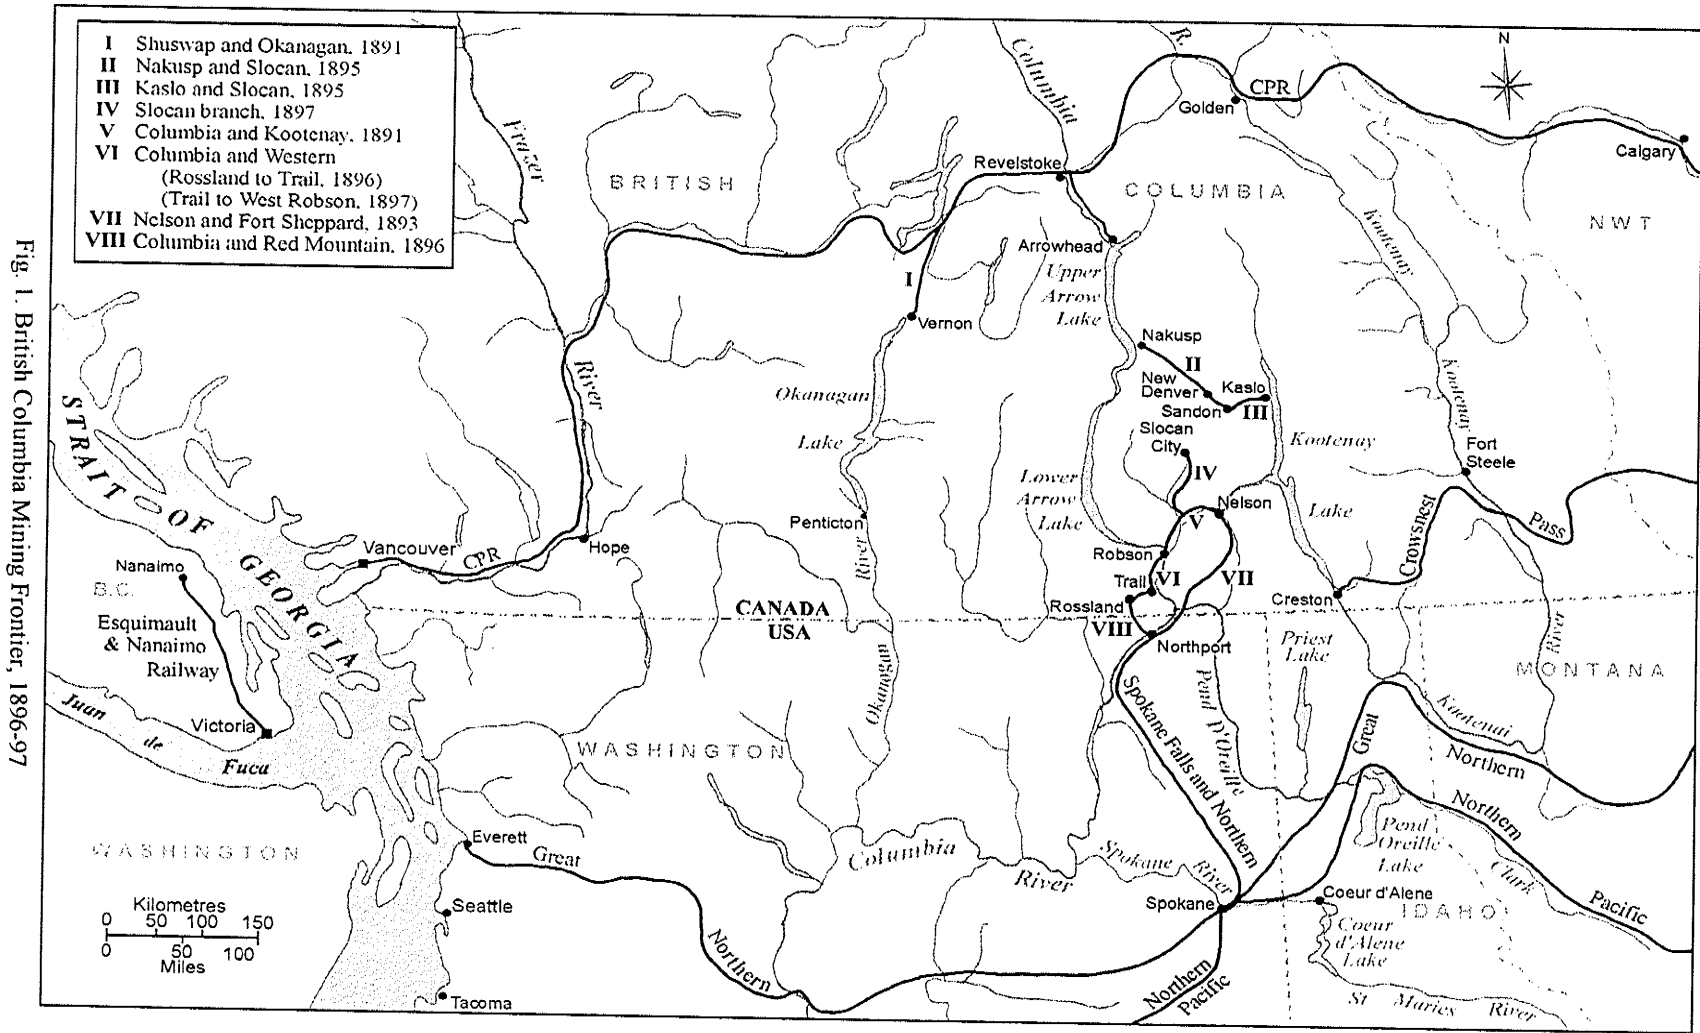 Fig. 1. British Columbia Mining Frontier, 1896-97
I Shuswap and Okanagan, 1891
II Nakusp and Slocan, 1895
III Kaslo and Slocan, 1895
IV Slocan branch, 1897
V Columbia and Kootenay, 1891
VI Columbia and Western
(Rossland to Trail, 1896)
(Trail to West Robson, 1897)
VII Nelson and Fort Sheppard, 1893
VIII Columbia and Red Mountain, 1896
N
R.
Columbia
CPR
Golden
Calgary
Frazer
Revelstoke
BRITISH
COLUMBIA
NWT
Kootenay
Arrowhead
Upper
Arrow
Lake
I
Vernon
Nakusp
II
New
Denver
Kaslo
Sandon
III
River
Okanagan
Lake
Slocan
City
IV
Kootenay
Lake
Kootenay
Fort
Steele
STRAIT OF GEORGIA
Lower
Arrow
Lake
Nelson
V
Penticton
River
Crowsnest
Pass
Vancouver
CPR
Hope
Robson
Nanaimo
B.C.
Trail
VI
VII
Rossland
Creston
CANADA
USA
VIII
Northport
Esquimault
& Nanaimo
Railway
Priest
Lake
River
MONTANA
Juan
de
Fuca
Victoria
Okanagan
Spokane Falls and Northern
Pend D'Oreille
Great
Northern
Kootenai
WASHINGTON
Northern
Pacific
Pend
Oreille
Lake
Clark
WASHINGTON
Everett
Great
Northern
Columbia
River
Spokane
River
Seattle
Spokane
Coeur d'Alene
IDAHO
Coeur
d'Alene
Lake
Kilometres
0 50 100 150
0 50 100
Miles
Tacoma
Northern
Pacific
St Maries River